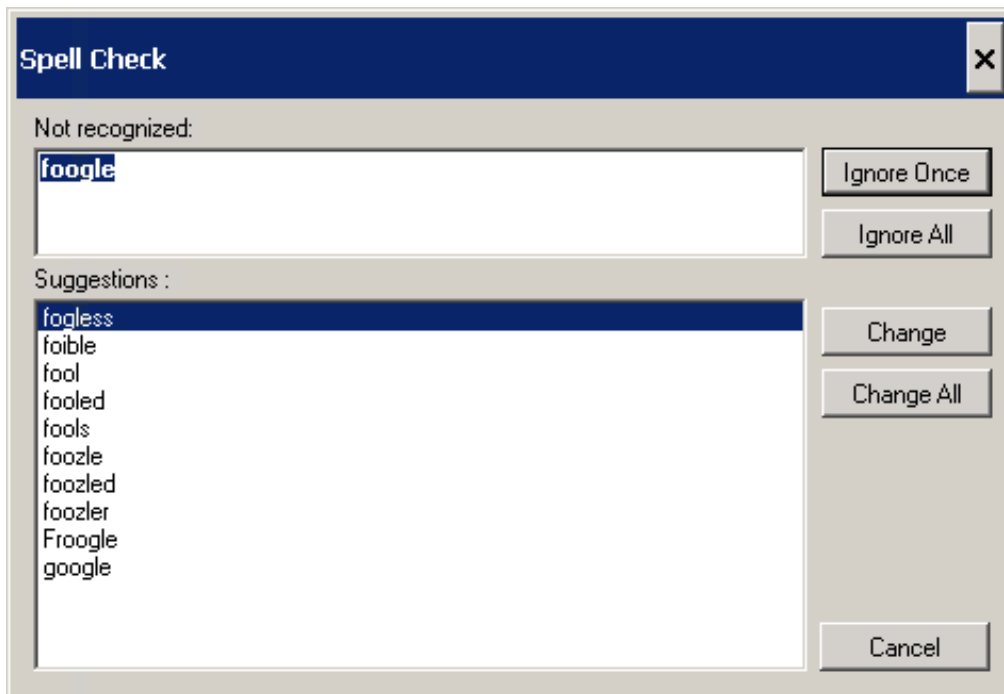 Spell Check
Not recognized:
foogle
Ignore Once
Ignore All
Suggestions :
fogless
foible
fool
fooled
fools
foozle
foozled
foozler
Froogle
google
Change
Change All
Cancel